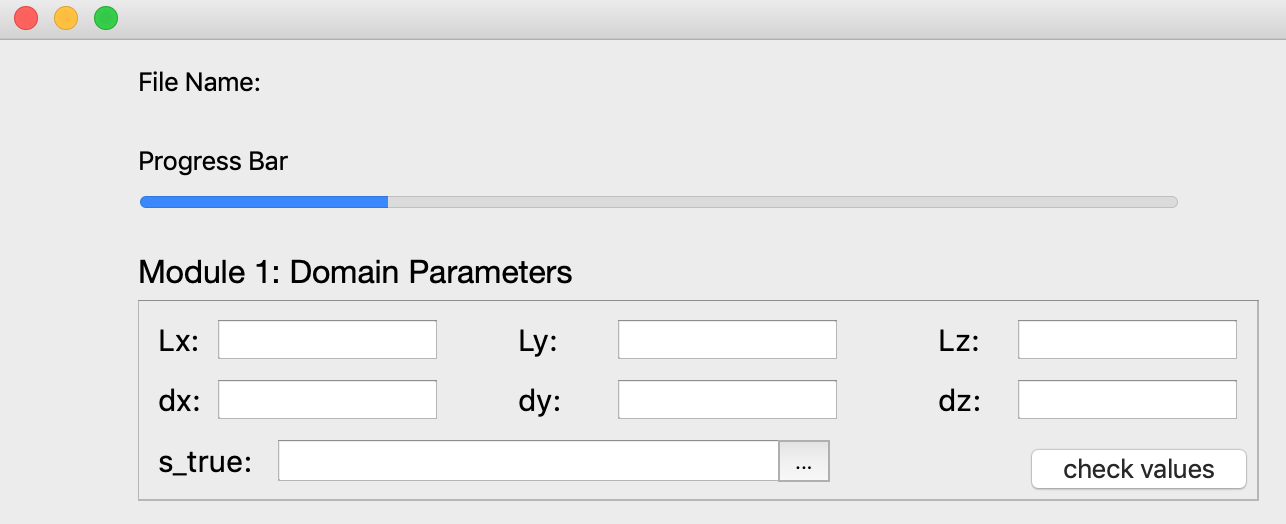 File Name:
Progress Bar
Module 1: Domain Parameters
Lx: Ly: Lz:
dx: dy: dz:
s_true: ...
check values